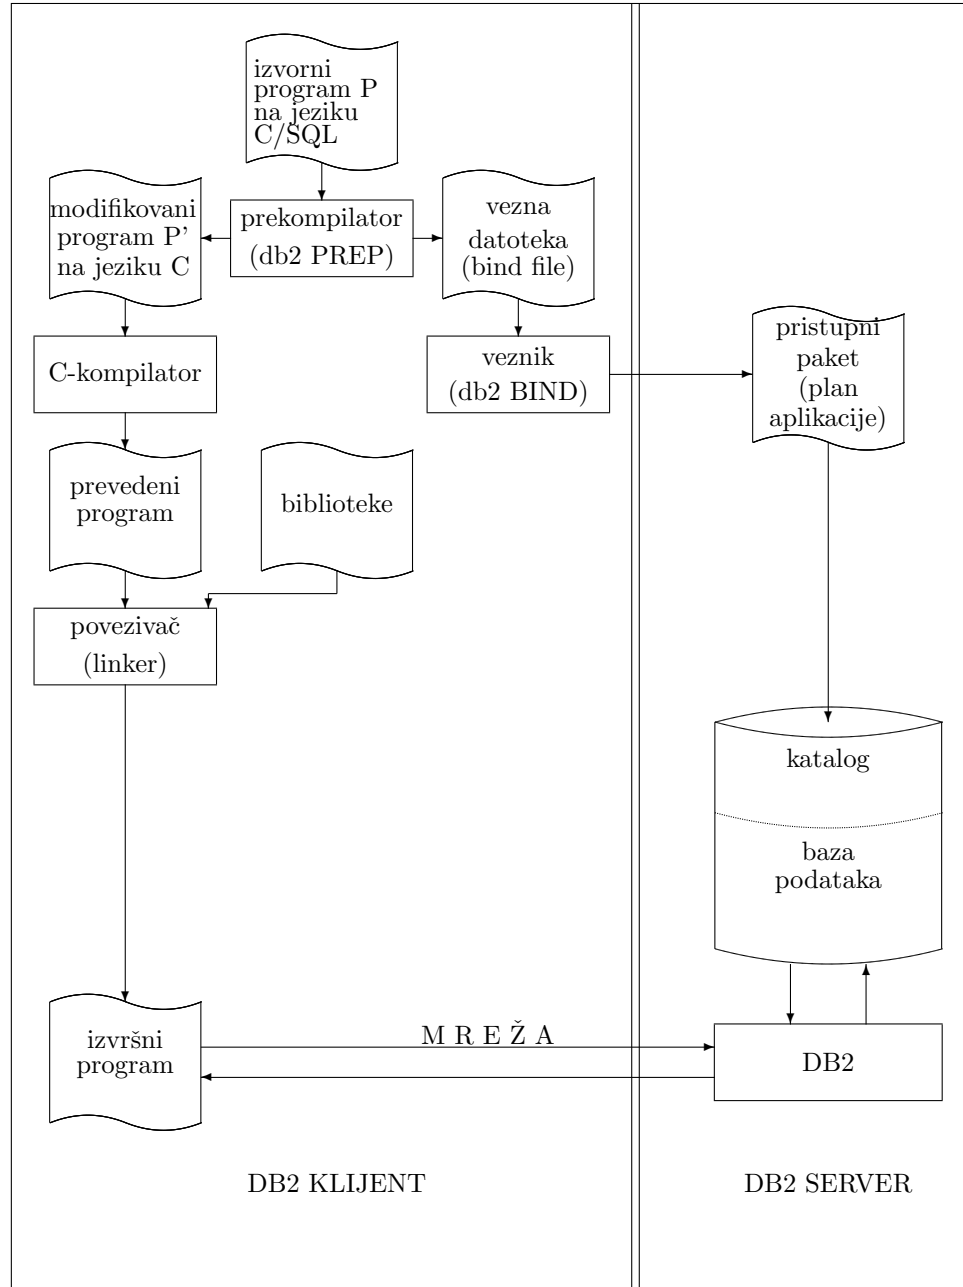 izvorni
program P
na jeziku
C/SQL
modifikovani
program P'
na jeziku C
prekompilator
(db2 PREP)
vezna
datoteka
(bind file)
C-kompilator
veznik
(db2 BIND)
pristupni
paket
(plan
aplikacije)
prevedeni
program
biblioteke
povezivač
(linker)
katalog
baza
podataka
izvršni
program
M R E Ž A
DB2
DB2 KLIJENT
DB2 SERVER